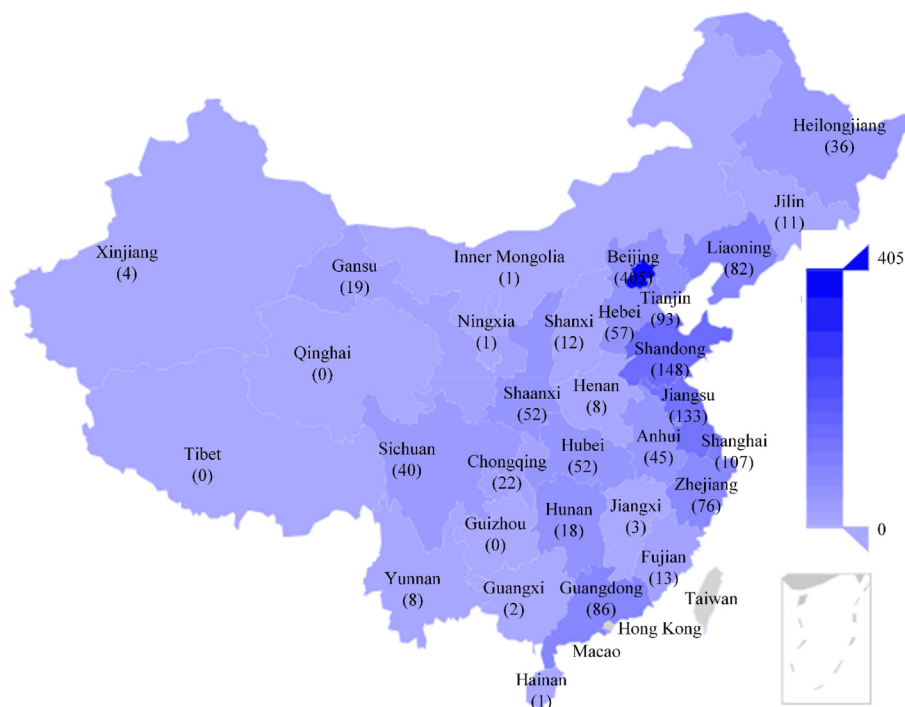 Heilongjiang
(36)
Jilin
(11)
Xinjiang
(4)
Gansu
(19)
Inner Mongolia
(1)
Beijing
(405)
Liaoning
(82)
405
Tianjin
(93)
Hebei
(57)
Ningxia
(1)
Shanxi
(12)
Qinghai
(0)
Shandong
(148)
Shaanxi
(52)
Henan
(8)
Jiangsu
(133)
Tibet
(0)
Sichuan
(40)
Chongqing
(22)
Hubei
(52)
Anhui
(45)
Shanghai
(107)
Zhejiang
(76)
Guizhou
(0)
Hunan
(18)
Jiangxi
(3)
0
Fujian
(13)
Yunnan
(8)
Guangxi
(2)
Guangdong
(86)
Taiwan
Hong Kong
Macao
Hainan
(1)